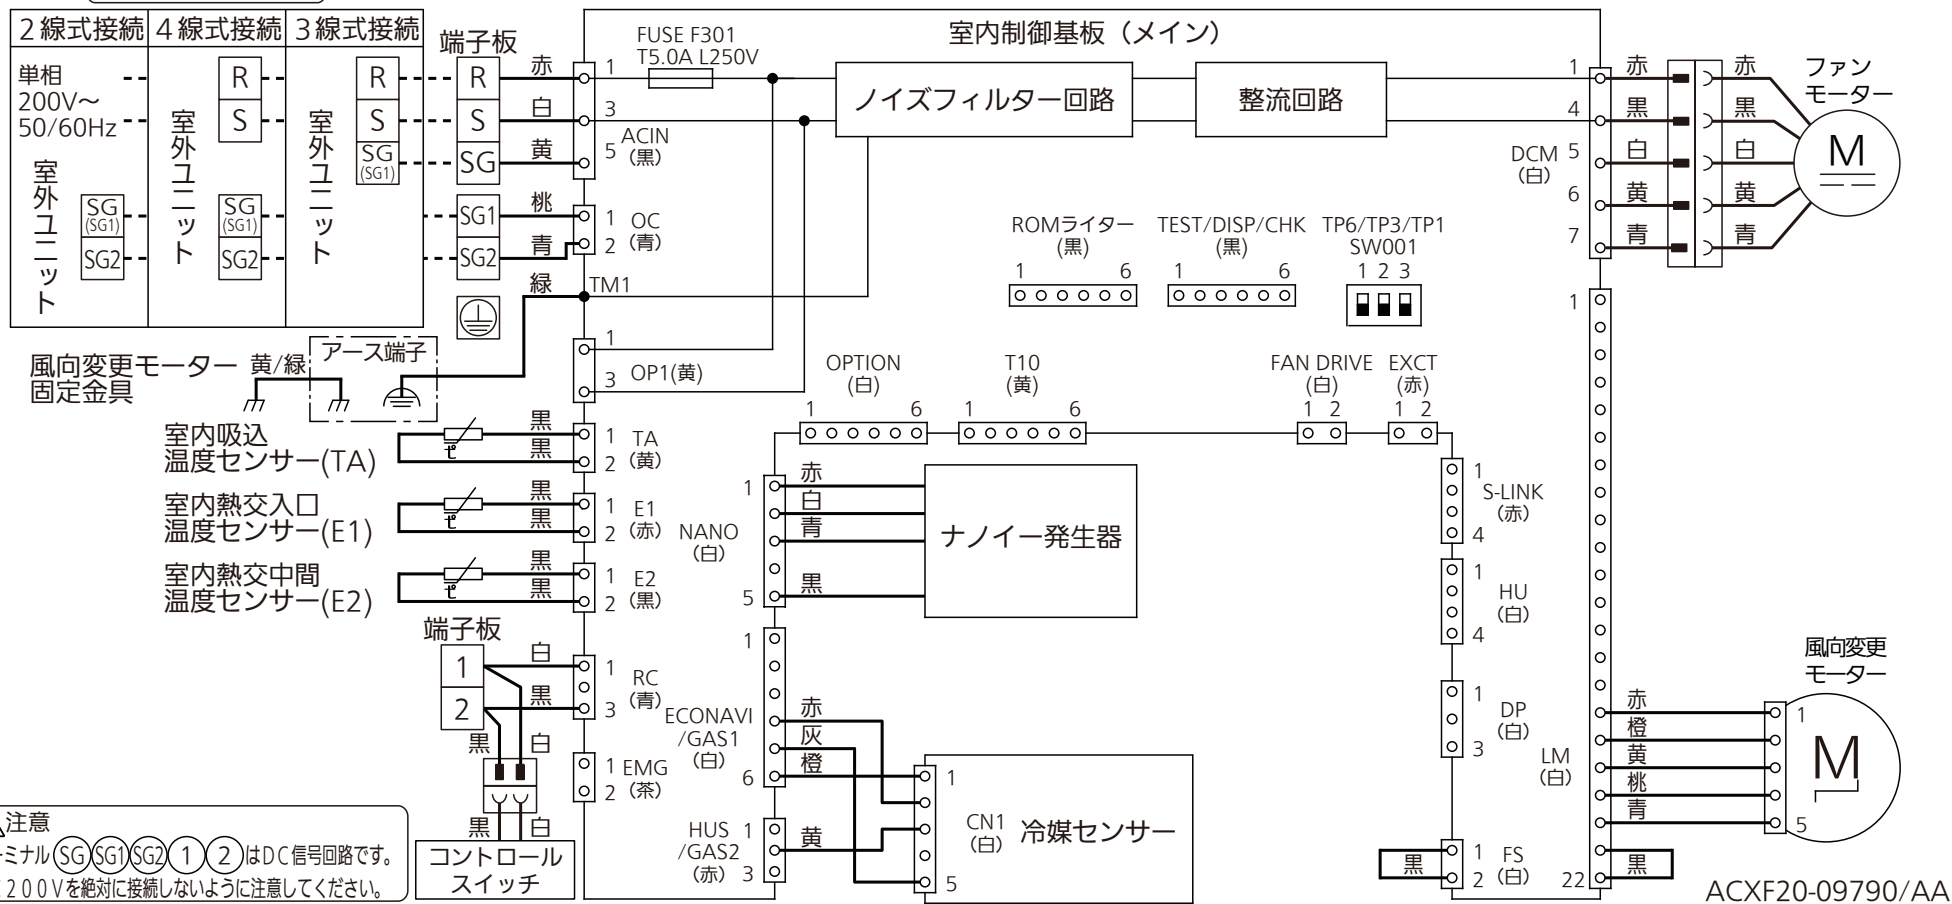 2線式接続
4線式接続
3線式接続
単相
200V～
50/60Hz
室外ユニット
SG
(SG1)
SG2
R
S
室外ユニット
SG
(SG1)
SG2
R
S
SG
(SG1)
室外ユニット
端子板
R
S
SG
SG1
SG2
赤
白
黄
桃
青
緑
1
3
5
ACIN
(黒)
1
2
OC
(青)
TM1
1
3
OP1(黄)
FUSE F301
T5.0A L250V
室内制御基板（メイン）
ノイズフィルター回路
整流回路
1
4
5
6
7
DCM
(白)
赤
黒
白
黄
青
赤
黒
白
黄
青
ファン
モーター
M
ROMライター
(黒)
1 6
TEST/DISP/CHK
(黒)
1 6
TP6/TP3/TP1
SW001
1 2 3
風向変更モーター
固定金具
黄/緑
アース端子
OPTION
(白)
1 6
T10
(黄)
1 6
FAN DRIVE
(白)
1 2
EXCT
(赤)
1 2
室内吸込
温度センサー(TA)
黒
黒
1
2
TA
(黄)
室内熱交入口
温度センサー(E1)
黒
黒
1
2
E1
(赤)
室内熱交中間
温度センサー(E2)
黒
黒
1
2
E2
(黒)
端子板
1
2
白
黒
1
3
RC
(青)
黒
白
1
2
EMG
(茶)
黒
白
コントロール
スイッチ
NANO
(白)
1
5
赤
白
青
黒
ナノイー発生器
1
6
ECONAVI
/GAS1
(白)
赤
灰
橙
HUS
/GAS2
(赤)
1
3
黄
1
5
CN1
(白)
冷媒センサー
1
4
S-LINK
(赤)
1
4
HU
(白)
1
3
DP
(白)
1
2
FS
(白)
黒
1
22
LM
(白)
赤
橙
黄
桃
青
黒
1
5
風向変更
モーター
M
注意
ーミナルSG SG1 SG2 1 2はDC信号回路です。
200Vを絶対に接続しないように注意してください。
ACXF20-09790/AA